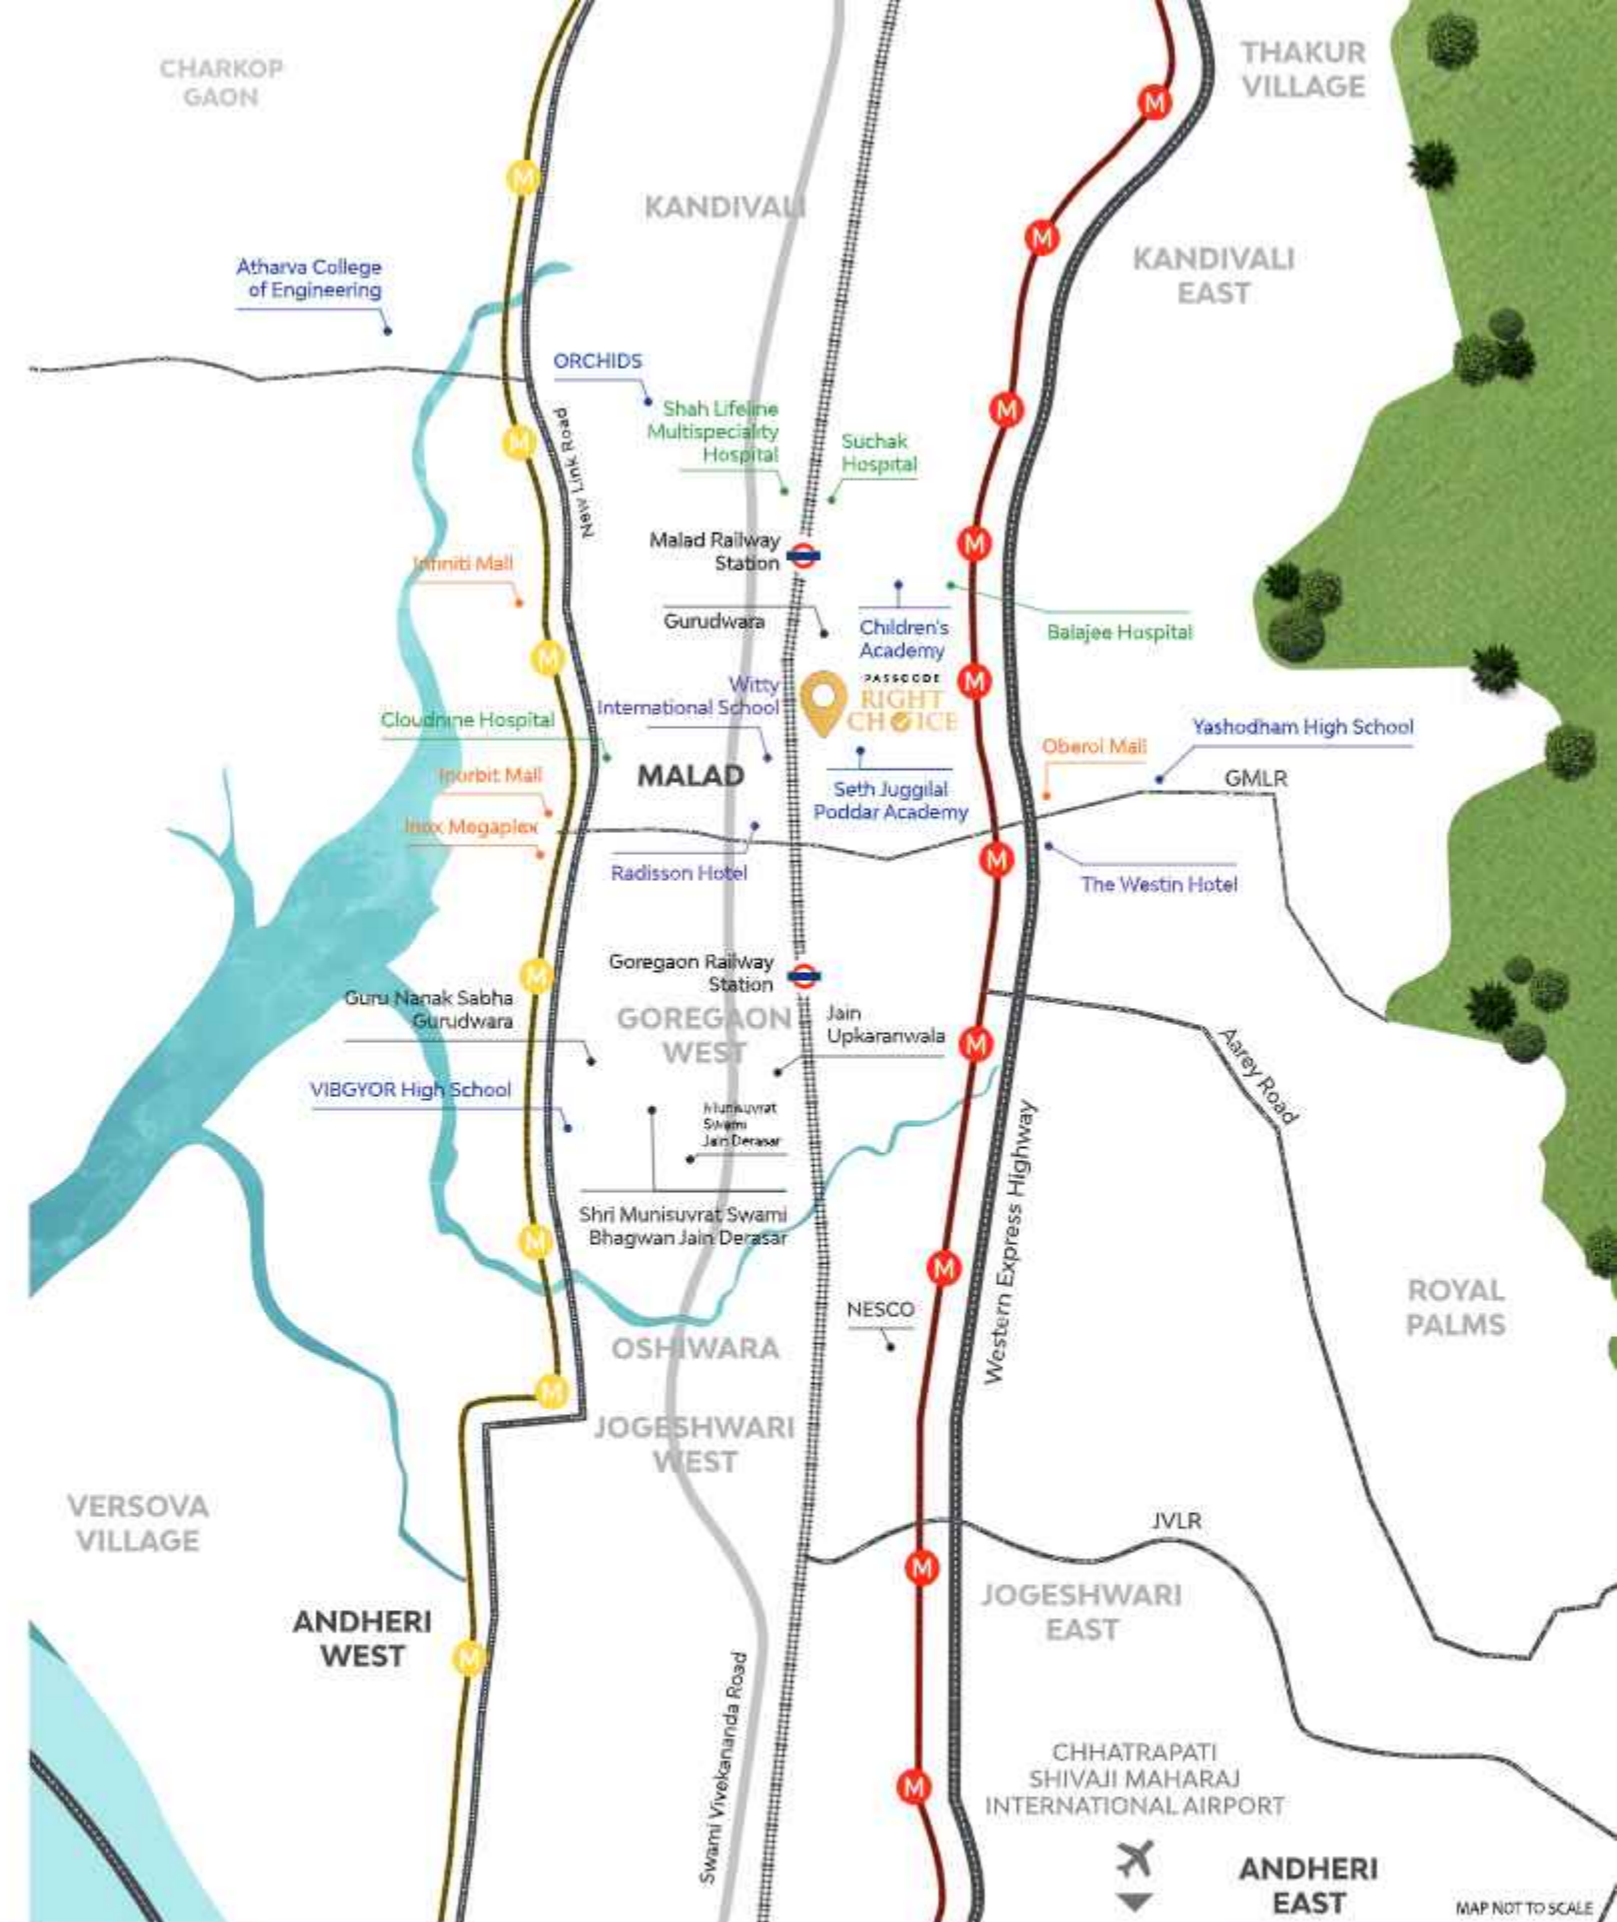 CHARKOP
GAON
THAKUR
VILLAGE
M
M
KANDIVALI
M
KANDIVALI
EAST
Atharva College
of Engineering
ORCHIDS
Shah Lifeline
Multispeciality
Hospital
M
Suchak
Hospital
M
New Link Road
Malad Railway
Station
M
Infiniti Mall
Gurudwara
Children's
Academy
Balajee Hospital
M
Witty
International School
PASSCODE
RIGHT
CHOICE
M
Cloudnine Hospital
Yashodham High School
Oberoi Mall
MALAD
Inorbit Mall
GMLR
Seth Juggilal
Poddar Academy
Inox Megaplex
Radisson Hotel
M
The Westin Hotel
Goregaon Railway
Station
M
Guru Nanak Sabha
Gurudwara
GOREGAON
WEST
Jain
Upkaranwala
M
Aarey Road
VIBGYOR High School
Munisuvrat
Swami
Jain Derasar
Western Express Highway
Shri Munisuvrat Swami
Bhagwan Jain Derasar
M
M
NESCO
ROYAL
PALMS
OSHIWARA
M
JOGESHWARI
WEST
VERSOVA
VILLAGE
JVLR
M
JOGESHWARI
EAST
ANDHERI
WEST
M
Swami Vivekananda Road
M
CHHATRAPATI
SHIVAJI MAHARAJ
INTERNATIONAL AIRPORT
ANDHERI
EAST
MAP NOT TO SCALE